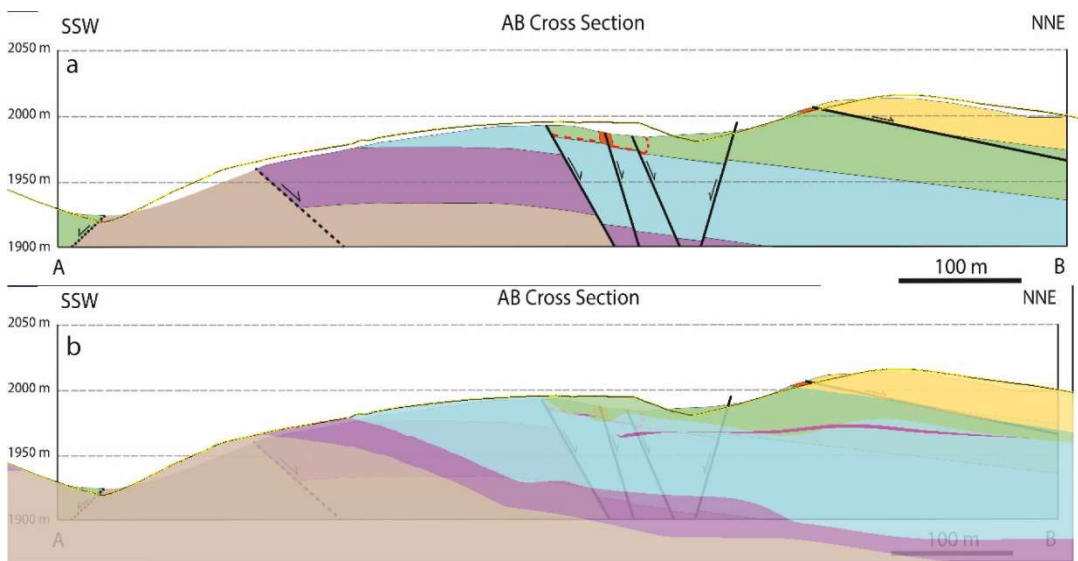 SSW AB Cross Section NNE
2050 m
a
2000 m
1950 m
1900 m
A B
100 m
SSW AB Cross Section NNE
2050 m
b
2000 m
1950 m
1900 m
A 100 m B